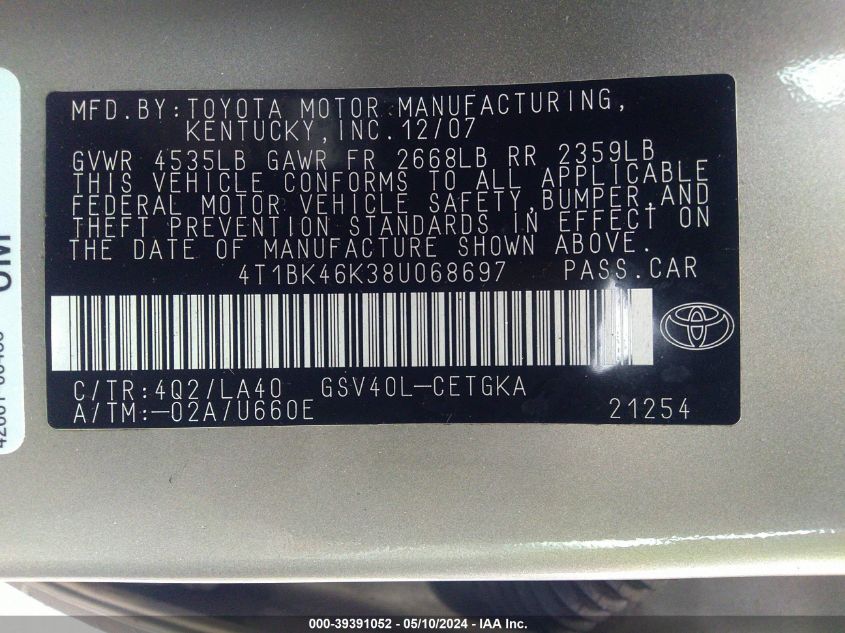 MFD.BY:TOYOTA MOTOR MANUFACTURING,
KENTUCKY,INC.12/07
GVWR 4535LB GAWR FR 2668LB RR 2359LB
THIS VEHICLE CONFORMS TO ALL APPLICABLE
FEDERAL MOTOR VEHICLE SAFETY,BUMPER,AND
THEFT PREVENTION STANDARDS IN EFFECT ON
THE DATE OF MANUFACTURE SHOWN ABOVE.
4T1BK46K38U068697 PASS.CAR
C/TR:4Q2/LA40 GSV40L-CETGKA
A/TM:-02A/U660E 21254
000-39391052 — 05/10/2024 — IAA Inc.